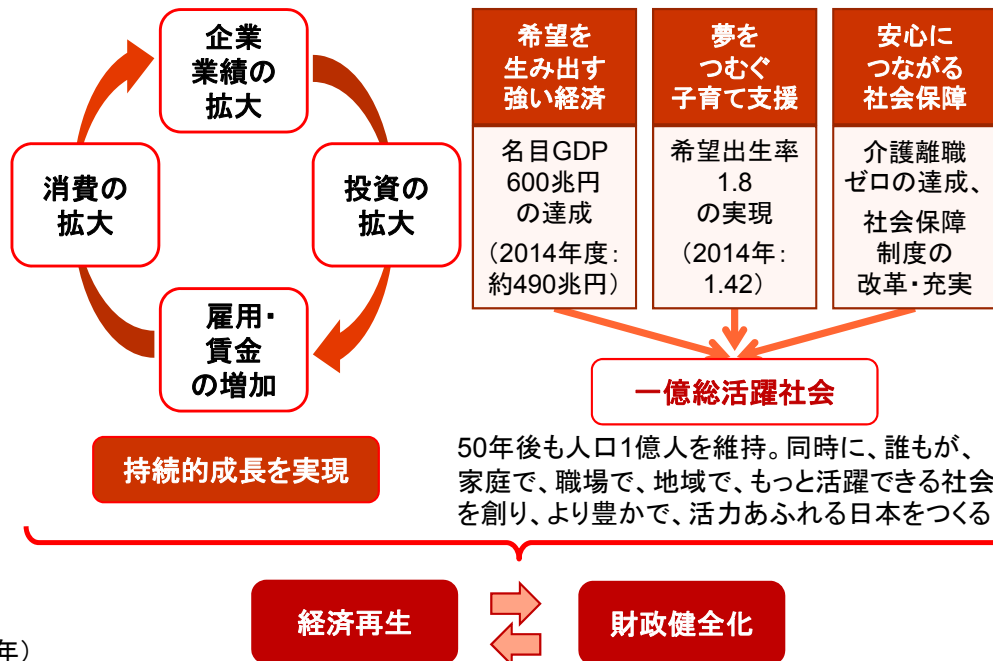 企業
業績の
拡大
消費の
拡大
投資の
拡大
雇用・
賃金
の増加
持続的成長を実現
希望を
生み出す
強い経済
名目GDP
600兆円
の達成
(2014年度:
約490兆円)
夢を
つむぐ
子育て支援
希望出生率
1.8
の実現
(2014年:
1.42)
安心に
つながる
社会保障
介護離職
ゼロの達成、
社会保障
制度の
改革・充実
一億総活躍社会
50年後も人口1億人を維持。同時に、誰もが、
家庭で、職場で、地域で、もっと活躍できる社会
を創り、より豊かで、活力あふれる日本をつくる
経済再生
財政健全化
年)